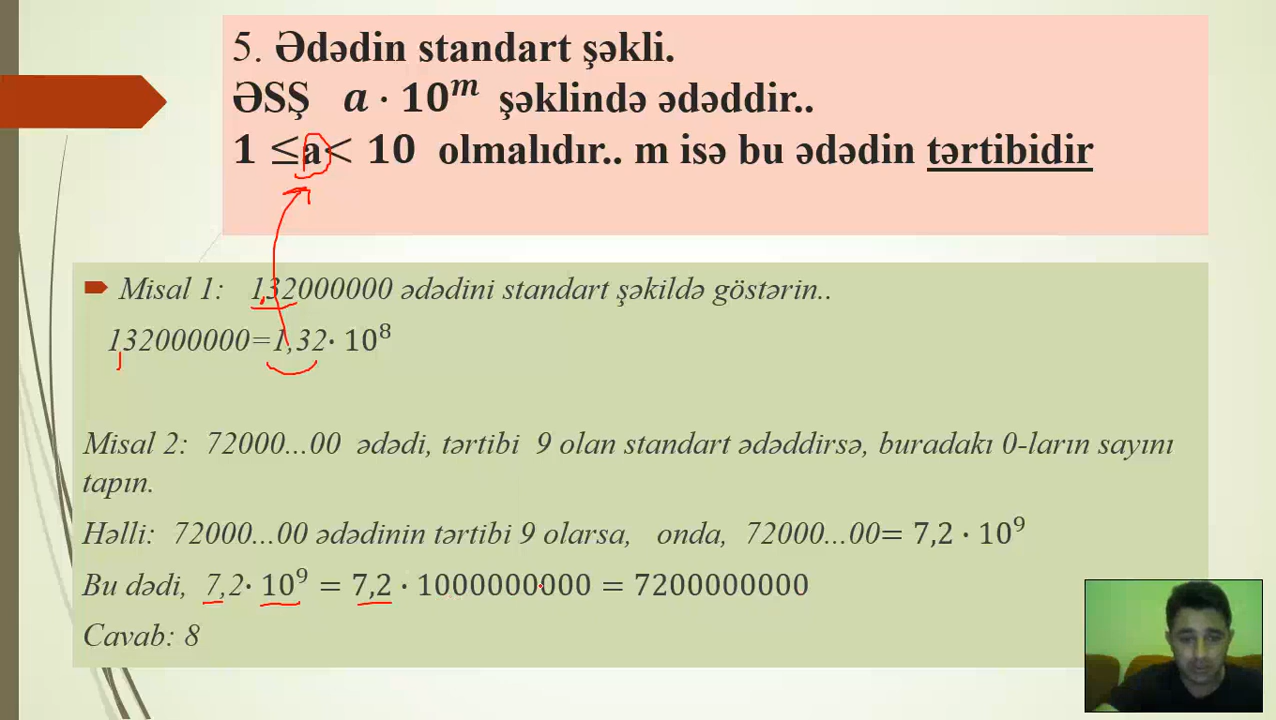 5. Ədədin standart şəkli.
ƏSŞ a · 10^m şəklində ədəddir..
1 ≤a< 10 olmalıdır.. m isə bu ədədin tərtibidir
Misal 1: 132000000 ədədini standart şəkildə göstərin..
132000000=1,32· 10^8
Misal 2: 72000...00 ədədi, tərtibi 9 olan standart ədəddirsə, buradakı 0-ların sayını
tapın.
Həlli: 72000...00 ədədinin tərtibi 9 olarsa, onda, 72000...00= 7,2 · 10^9
Bu dədi, 7,2· 10^9 = 7,2 · 1000000000 = 7200000000
Cavab: 8